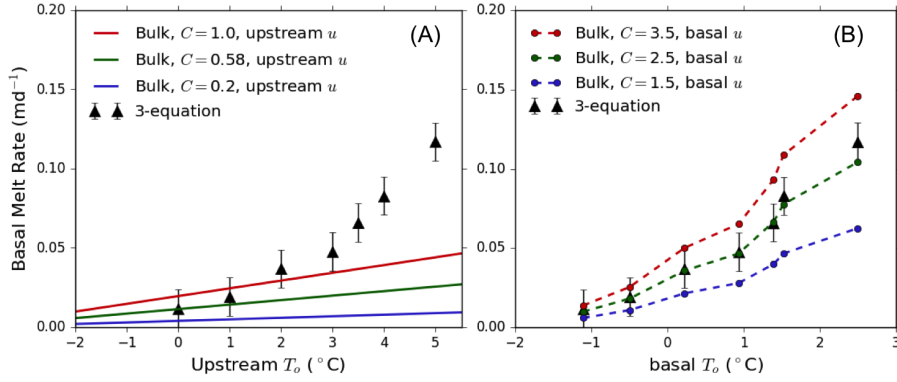 (A)
Bulk, C=1.0, upstream u
Bulk, C=0.58, upstream u
Bulk, C=0.2, upstream u
3-equation
Basal Melt Rate (md⁻¹)
0.20
0.15
0.10
0.05
0.00
−2 −1 0 1 2 3 4 5
Upstream Tₒ (°C)
(B)
Bulk, C=3.5, basal u
Bulk, C=2.5, basal u
Bulk, C=1.5, basal u
3-equation
0.20
0.15
0.10
0.05
0.00
−2 −1 0 1 2 3
basal Tₒ (°C)